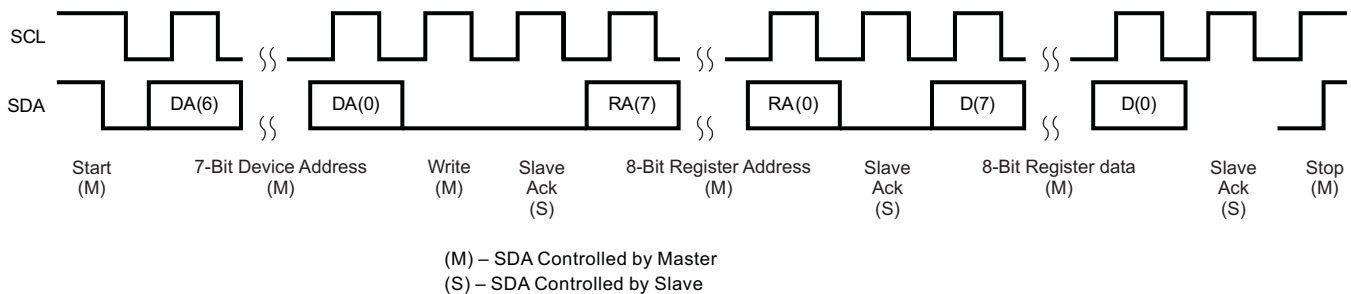 SCL
SDA
DA(6)
DA(0)
RA(7)
RA(0)
D(7)
D(0)
Start
(M)
7-Bit Device Address
(M)
Write
(M)
Slave
Ack
(S)
8-Bit Register Address
(M)
Slave
Ack
(S)
8-Bit Register data
(M)
Slave
Ack
(S)
Stop
(M)
(M) – SDA Controlled by Master
(S) – SDA Controlled by Slave